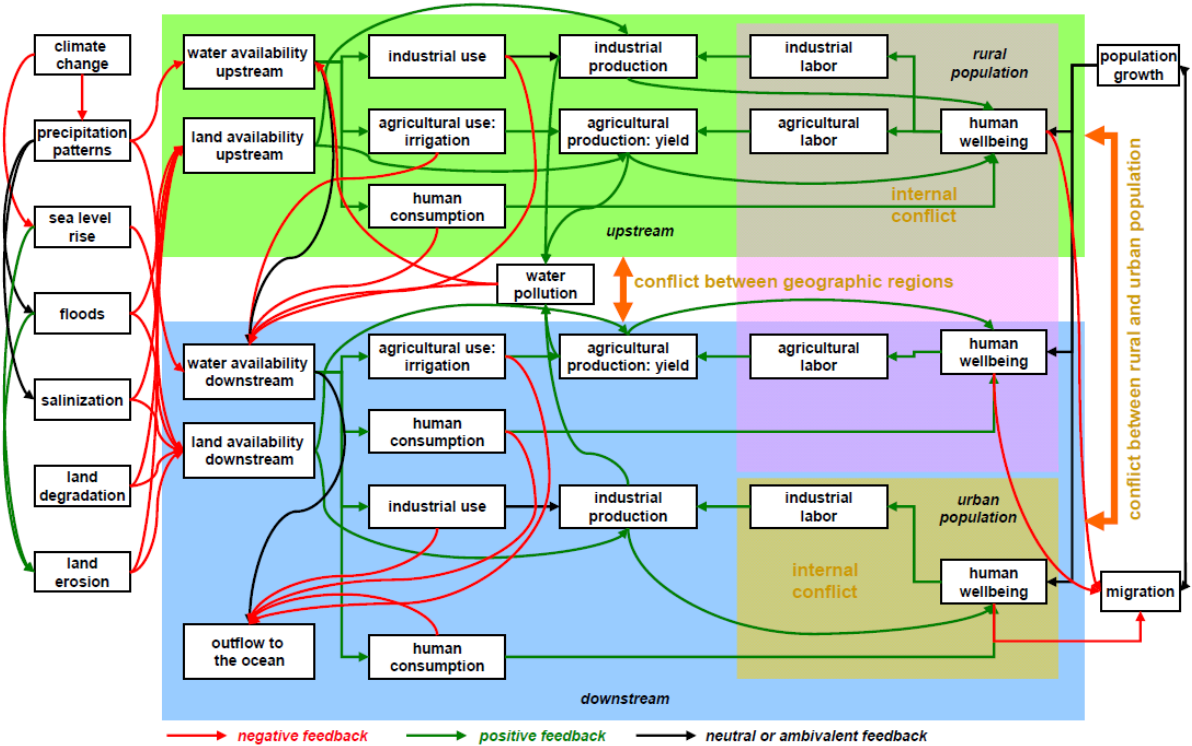 climate
change
precipitation
patterns
sea level
rise
floods
salinization
land
degradation
land
erosion
water availability
upstream
land availability
upstream
industrial use
agricultural use:
irrigation
human
consumption
industrial
production
agricultural
production: yield
industrial
labor
agricultural
labor
rural
population
human
wellbeing
internal
conflict
upstream
population
growth
water
pollution
conflict between geographic regions
conflict between rural and urban population
water availability
downstream
land availability
downstream
outflow to
the ocean
agricultural use:
irrigation
human
consumption
industrial use
human
consumption
agricultural
production: yield
industrial
production
agricultural
labor
human
wellbeing
industrial
labor
urban
population
internal
conflict
human
wellbeing
migration
downstream
negative feedback
positive feedback
neutral or ambivalent feedback